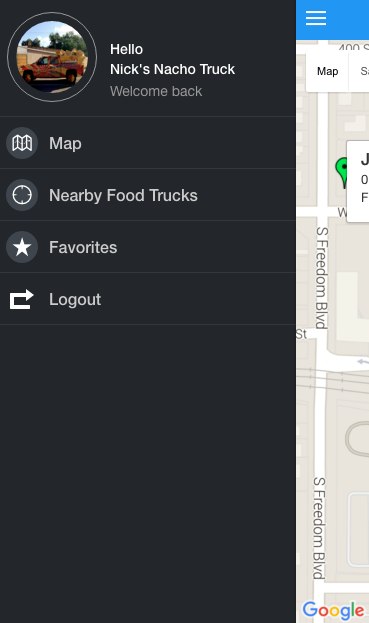 Hello
Nick's Nacho Truck
Welcome back
Map
Nearby Food Trucks
Favorites
Logout
400 S
Map
J
0
F
W
S Freedom Blvd
St
S Freedom Blvd
Google